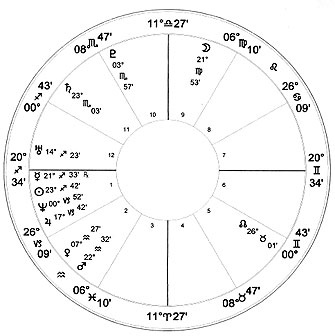 11° ♎ 27'
47' ♏ 08°
06° ♍ 10'
♌
26° ♋ 09'
43' ♐ 00°
20° ♐ 34'
20° ♊ 34'
26° ♑ 09'
♒
06° ♓ 10'
11° ♈ 27'
08° ♉ 47'
43' ♊ 00°
♇ 03° ♏ 57'
☽ 21° ♍ 53'
♄ 23° ♏ 03'
♅ 14° ♐ 23'
☿ 21° ♐ 33' ℞
☉ 23° ♐ 42'
♆ 00° ♑ 52'
♃ 17° ♑ 42'
♀ 07° ♒ 27'
♂ 22° ♒ 32'
☊ 26 ♉ 01'
10
9
11
8
12
7
1
6
2
5
3
4